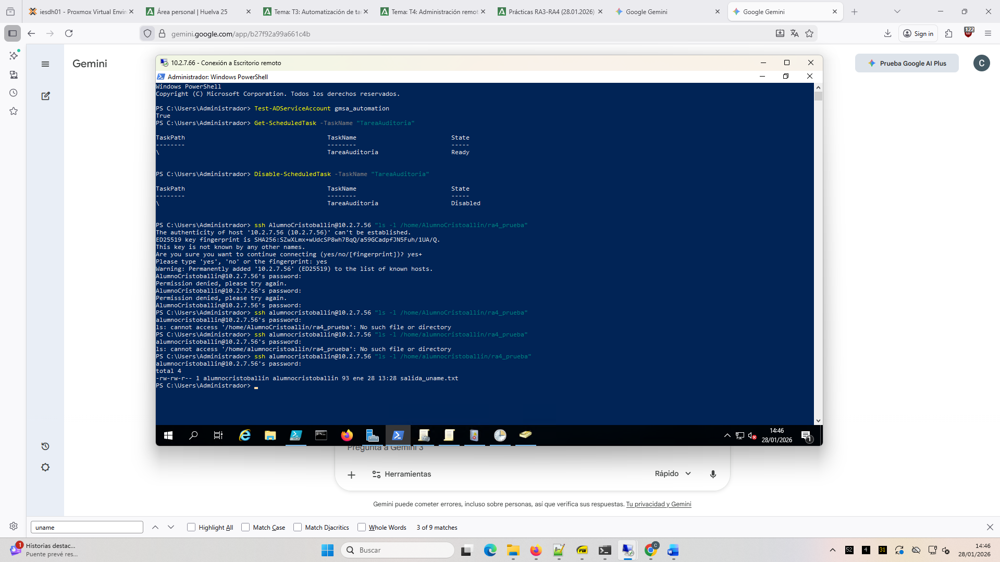 iesdh01 - Proxmox Virtual Envir
Área personal | Huelva 25
Tema: T3: Automatización de ta
Tema: T4: Administración remot
Prácticas RA3-RA4 (28.01.2026)
Google Gemini
Google Gemini
gemini.google.com/app/b27f92a99a661c4b
Sign in
122
Gemini
Prueba Google AI Plus
C
10.2.7.66 - Conexión a Escritorio remoto
Administrador: Windows PowerShell
Windows PowerShell
Copyright (C) Microsoft Corporation. Todos los derechos reservados.
PS C:\Users\Administrador> Test-ADServiceAccount gmsa_automation
True
PS C:\Users\Administrador> Get-ScheduledTask -TaskName "TareaAuditoria"
TaskPath TaskName State
-------- -------- -----
\ TareaAuditoria Ready
PS C:\Users\Administrador> Disable-ScheduledTask -TaskName "TareaAuditoria"
TaskPath TaskName State
-------- -------- -----
\ TareaAuditoria Disabled
PS C:\Users\Administrador> ssh AlumnoCristoballin@10.2.7.56 "ls -l /home/AlumnoCristoallin/ra4_prueba"
The authenticity of host '10.2.7.56 (10.2.7.56)' can't be established.
ED25519 key fingerprint is SHA256:SZwXLmx+wUdcSP8wh7BqQ/a59GCadpfJN5Fuh/1UA/Q.
This key is not known by any other names.
Are you sure you want to continue connecting (yes/no/[fingerprint])? yes+
Please type 'yes', 'no' or the fingerprint: yes
Warning: Permanently added '10.2.7.56' (ED25519) to the list of known hosts.
AlumnoCristoballin@10.2.7.56's password:
Permission denied, please try again.
AlumnoCristoballin@10.2.7.56's password:
Permission denied, please try again.
AlumnoCristoballin@10.2.7.56's password:
PS C:\Users\Administrador> ssh alumnocristoballin@10.2.7.56 "ls -l /home/AlumnoCristoallin/ra4_prueba"
alumnocristoballin@10.2.7.56's password:
ls: cannot access '/home/AlumnoCristoallin/ra4_prueba': No such file or directory
PS C:\Users\Administrador> ssh alumnocristoballin@10.2.7.56 "ls -l /home/alumnocristoallin/ra4_prueba"
alumnocristoballin@10.2.7.56's password:
ls: cannot access '/home/alumnocristoallin/ra4_prueba': No such file or directory
PS C:\Users\Administrador> ssh alumnocristoballin@10.2.7.56 "ls -l /home/alumnocristoballin/ra4_prueba"
alumnocristoballin@10.2.7.56's password:
total 4
-rw-rw-r-- 1 alumnocristoballin alumnocristoballin 93 ene 28 13:28 salida_uname.txt
PS C:\Users\Administrador>
14:46
28/01/2026
1
Pregunta a Gemini 3
Herramientas
Rápido
Gemini puede cometer errores, incluso sobre personas, así que verifica sus respuestas. Tu privacidad y Gemini
uname
Highlight All
Match Case
Match Diacritics
Whole Words
3 of 9 matches
1
Historias destac...
Puente prevé res...
Buscar
PDF
C
52
4
31
14:46
28/01/2026